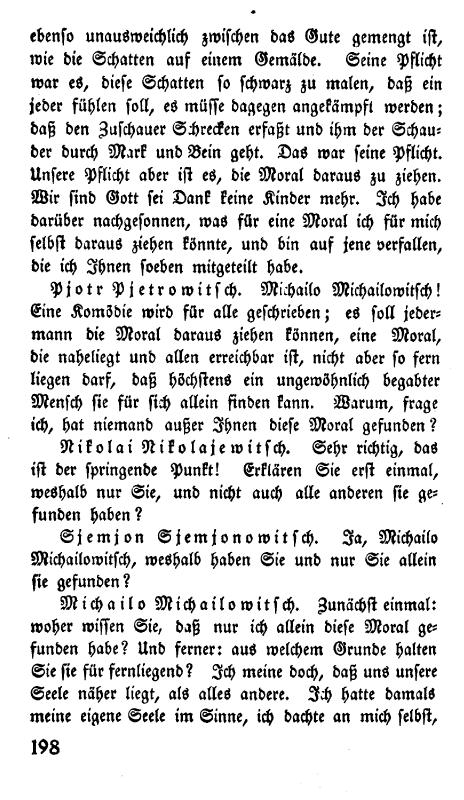 ebenso unausweichlich zwischen das Gute gemengt ist,
wie die Schatten auf einem Gemälde. Seine Pflicht
war es, diese Schatten so schwarz zu malen, daß ein
jeder fühlen soll, es müsse dagegen angekämpft werden;
daß den Zuschauer Schrecken erfaßt und ihm der Schau-
der durch Mark und Bein geht. Das war seine Pflicht.
Unsere Pflicht aber ist es, die Moral daraus zu ziehen.
Wir sind Gott sei Dank keine Kinder mehr. Ich habe
darüber nachgesonnen, was für eine Moral ich für mich
selbst daraus ziehen könnte, und bin auf jene verfallen,
die ich Ihnen soeben mitgeteilt habe.
Pjotr Pjetrowitsch. Michailo Michailowitsch!
Eine Komödie wird für alle geschrieben; es soll jeder-
mann die Moral daraus ziehen können, eine Moral,
die naheliegt und allen erreichbar ist, nicht aber so fern
liegen darf, daß höchstens ein ungewöhnlich begabter
Mensch sie für sich allein finden kann. Warum, frage
ich, hat niemand außer Ihnen diese Moral gefunden?
Nikolai Nikolajewitsch. Sehr richtig, das
ist der springende Punkt! Erklären Sie erst einmal,
weshalb nur Sie, und nicht auch alle anderen sie ge-
funden haben?
Sjemjon Sjemjonowitsch. Ja, Michailo
Michailowitsch, weshalb haben Sie und nur Sie allein
sie gefunden?
Michailo Michailowitsch. Zunächst einmal:
woher wissen Sie, daß nur ich allein diese Moral ge-
funden habe? Und ferner: aus welchem Grunde halten
Sie sie für fernliegend? Ich meine doch, daß uns unsere
Seele näher liegt, als alles andere. Ich hatte damals
meine eigene Seele im Sinne, ich dachte an mich selbst,
198